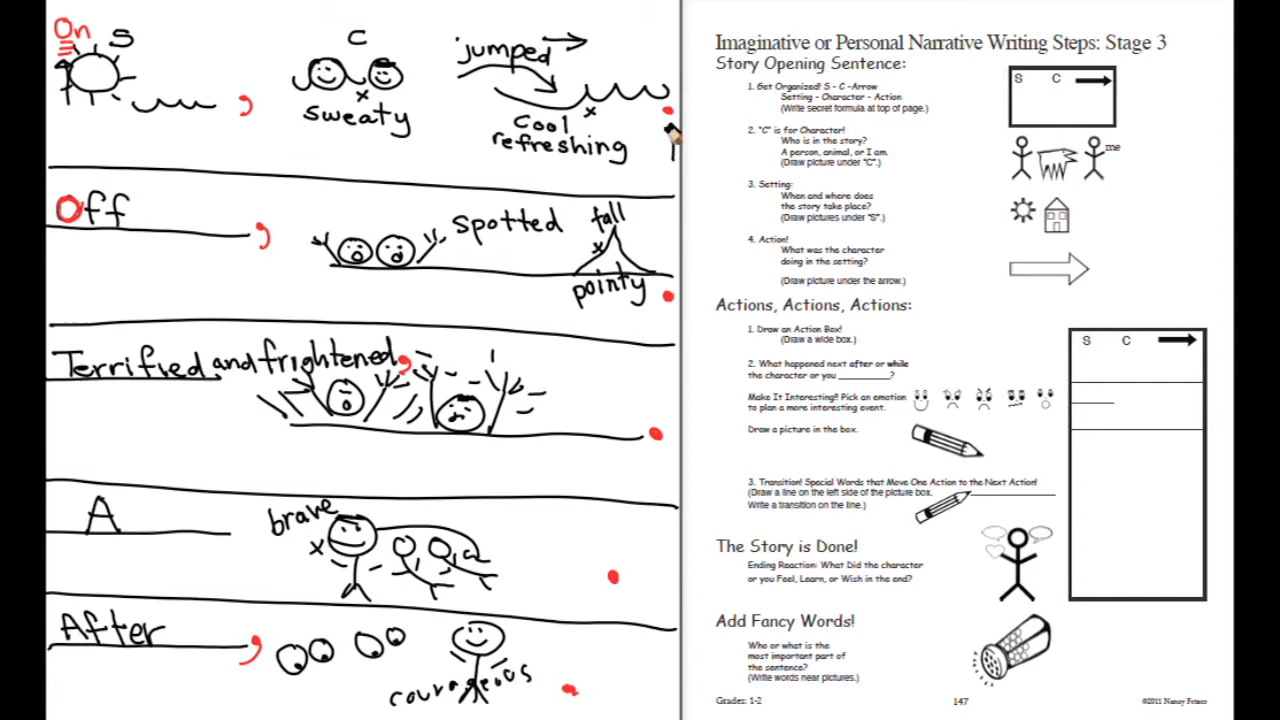 On S C jumped
sweaty
cool
refreshing
Off , spotted tall
pointy
Terrified and frightened,
A brave
After ,
courageous
Imaginative or Personal Narrative Writing Steps: Stage 3
Story Opening Sentence:
1. Get Organized! S - C -Arrow
Setting - Character - Action
(Write secret formula at top of page.)
S C
2. "C" is for Character!
Who is in the story?
A person, animal, or I am.
(Draw picture under "C".)
me
3. Setting:
When and where does
the story take place?
(Draw pictures under "S".)
4. Action!
What was the character
doing in the setting?
(Draw picture under the arrow.)
Actions, Actions, Actions:
1. Draw an Action Box!
(Draw a wide box.)
S C
2. What happened next after or while
the character or you ________?
Make It Interesting!! Pick an emotion
to plan a more interesting event.
Draw a picture in the box.
3. Transition! Special Words that Move One Action to the Next Action!
(Draw a line on the left side of the picture box.
Write a transition on the line.)
The Story is Done!
Ending Reaction: What Did the character
or you Feel, Learn, or Wish in the end?
Add Fancy Words!
Who or what is the
most important part of
the sentence?
(Write words near pictures.)
Grades: 1-2 147 ©2011 Nancy Fetzer